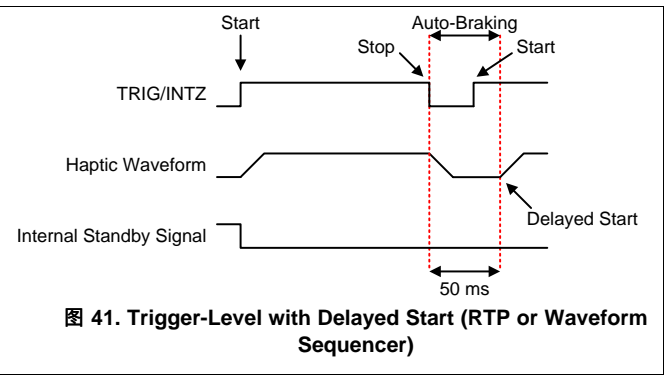 Start
Auto-Braking
Stop
Start
TRIG/INTZ
Haptic Waveform
Delayed Start
Internal Standby Signal
50 ms
图 41. Trigger-Level with Delayed Start (RTP or Waveform
Sequencer)